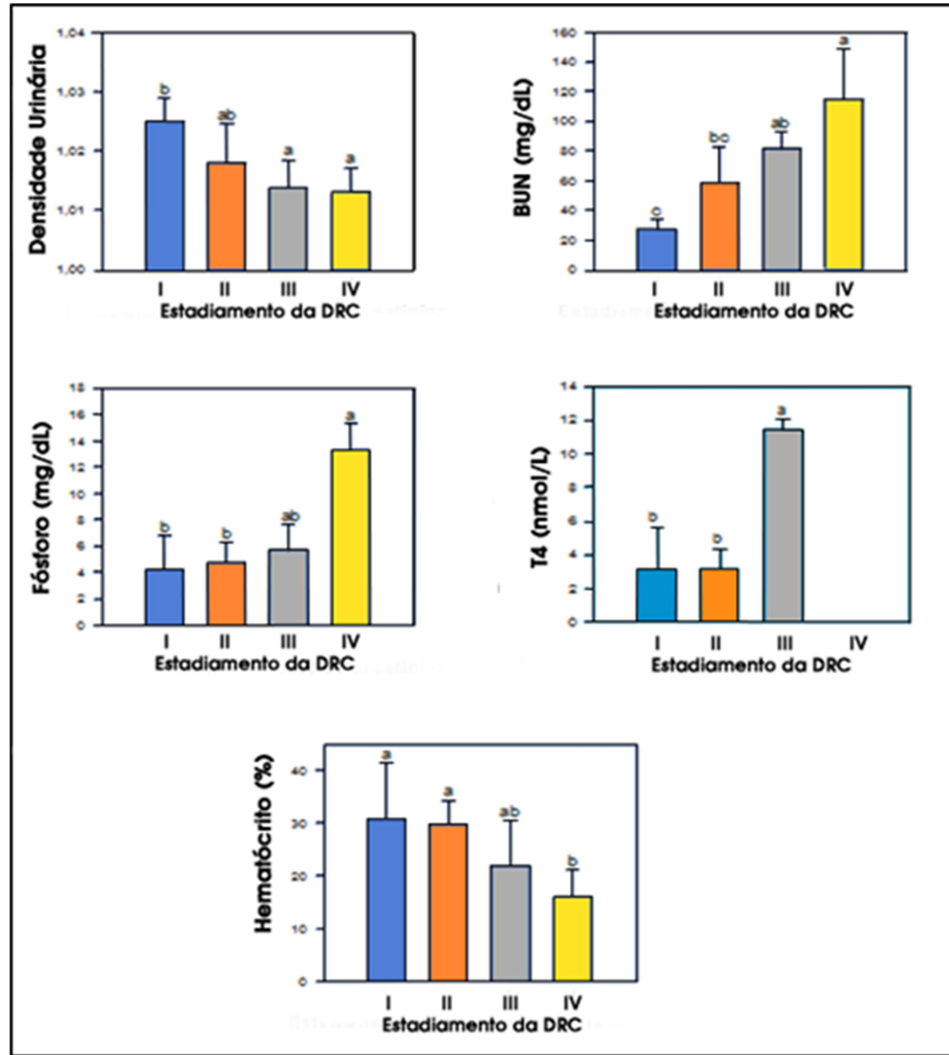 Densidade Urinária
1,04
1,03
1,02
1,01
1,00
b
ab
a
a
I II III IV
Estadiamento da DRC
BUN (mg/dL)
160
140
120
100
80
60
40
20
0
c
bc
ab
a
I II III IV
Estadiamento da DRC
Fósforo (mg/dL)
18
16
14
12
10
8
6
4
2
0
b
b
ab
a
I II III IV
Estadiamento da DRC
T4 (nmol/L)
14
12
10
8
6
4
2
0
b
b
a
I II III IV
Estadiamento da DRC
Hematócrito (%)
40
30
20
10
0
a
a
ab
b
I II III IV
Estadiamento da DRC